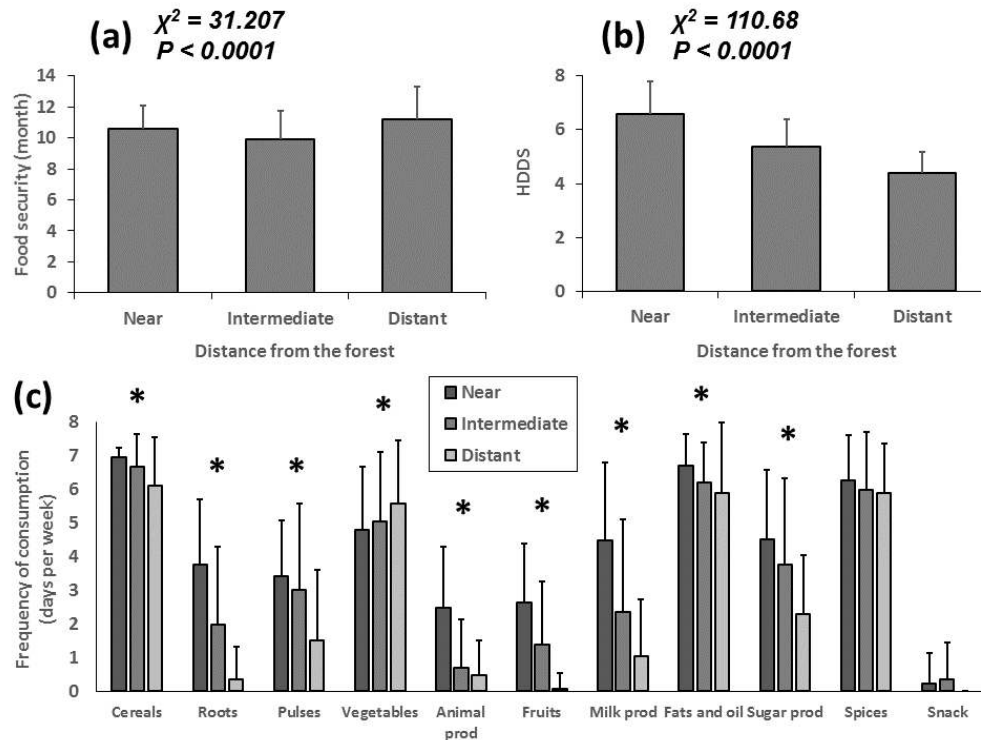 (a) χ² = 31.207
P < 0.0001
14
12
10
8
6
4
2
0
Food security (month)
Near Intermediate Distant
Distance from the forest
(b) χ² = 110.68
P < 0.0001
8
6
4
2
0
HDDS
Near Intermediate Distant
Distance from the forest
(c)
Near
Intermediate
Distant
* * * * * * * * *
8
7
6
5
4
3
2
1
0
Frequency of consumption
(days per week)
Cereals Roots Pulses Vegetables Animal Fruits Milk prod Fats and oil Sugar prod Spices Snack
prod